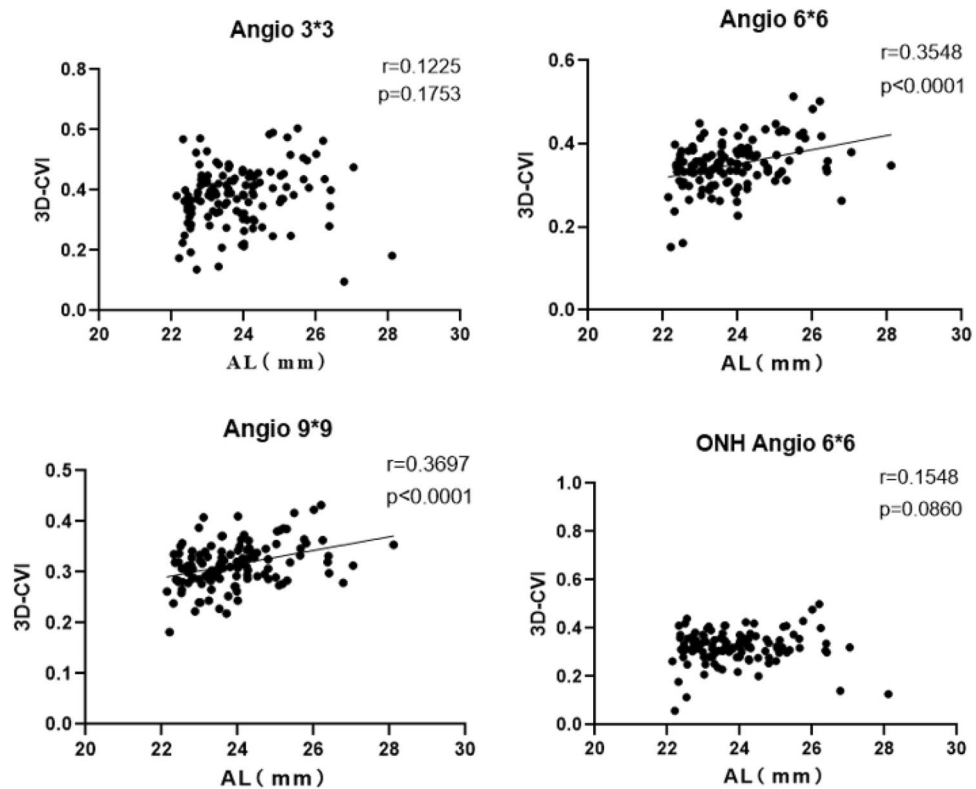 Angio 3*3
r=0.1225
p=0.1753
0.8
0.6
0.4
0.2
0.0
3D-CVI
20 22 24 26 28 30
AL( mm)
Angio 6*6
r=0.3548
p<0.0001
0.6
0.4
0.2
0.0
3D-CVI
20 22 24 26 28 30
AL( mm)
Angio 9*9
r=0.3697
p<0.0001
0.5
0.4
0.3
0.2
0.1
0.0
3D-CVI
20 22 24 26 28 30
AL( mm)
ONH Angio 6*6
r=0.1548
p=0.0860
1.0
0.8
0.6
0.4
0.2
0.0
3D-CVI
20 22 24 26 28 30
AL( mm)